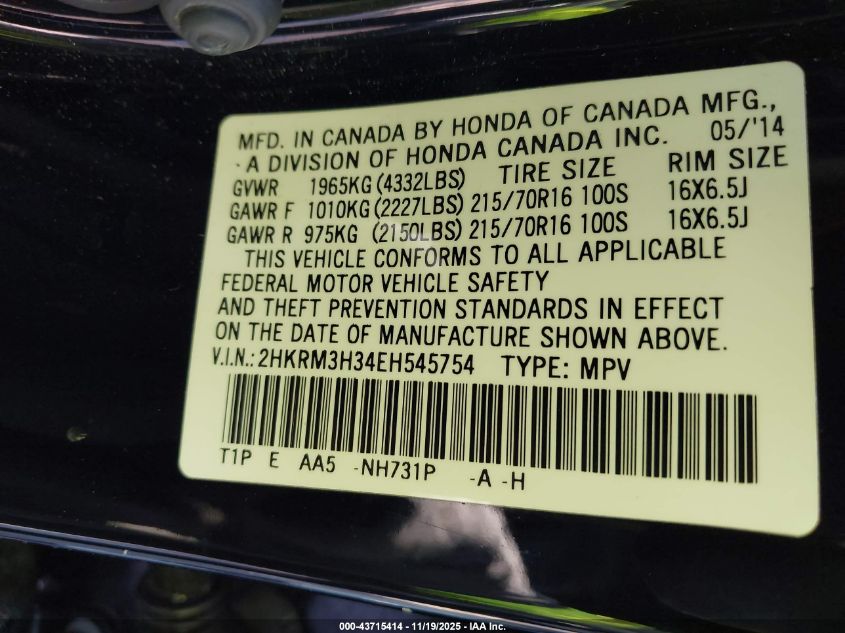 MFD. IN CANADA BY HONDA OF CANADA MFG.,
A DIVISION OF HONDA CANADA INC. 05/'14
GVWR 1965KG (4332LBS) TIRE SIZE RIM SIZE
GAWR F 1010KG (2227LBS) 215/70R16 100S 16X6.5J
GAWR R 975KG (2150LBS) 215/70R16 100S 16X6.5J
THIS VEHICLE CONFORMS TO ALL APPLICABLE
FEDERAL MOTOR VEHICLE SAFETY
AND THEFT PREVENTION STANDARDS IN EFFECT
ON THE DATE OF MANUFACTURE SHOWN ABOVE.
V.I.N.: 2HKRM3H34EH545754 TYPE: MPV
T1P E AA5 -NH731P -A -H
000-43715414 - 11/19/2025 - IAA Inc.